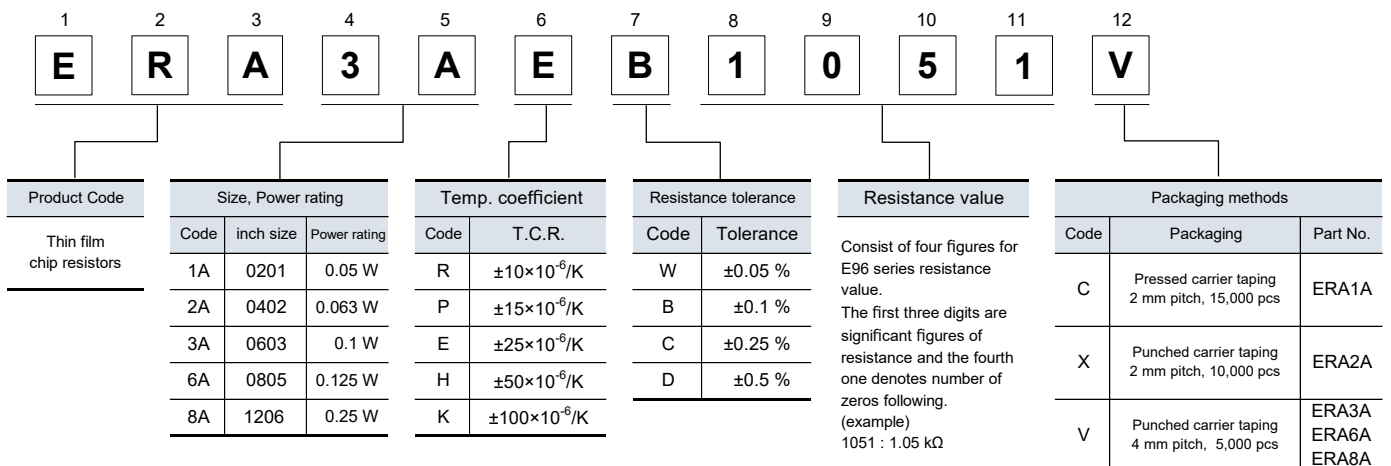 1 2 3 4 5 6 7 8 9 10 11 12
E R A 3 A E B 1 0 5 1 V
Product Code
Thin film
chip resistors
Size, Power rating
Code inch size Power rating
1A 0201 0.05 W
2A 0402 0.063 W
3A 0603 0.1 W
6A 0805 0.125 W
8A 1206 0.25 W
Temp. coefficient
Code T.C.R.
R ±10×10⁻⁶/K
P ±15×10⁻⁶/K
E ±25×10⁻⁶/K
H ±50×10⁻⁶/K
K ±100×10⁻⁶/K
Resistance tolerance
Code Tolerance
W ±0.05 %
B ±0.1 %
C ±0.25 %
D ±0.5 %
Resistance value
Consist of four figures for
E96 series resistance
value.
The first three digits are
significant figures of
resistance and the fourth
one denotes number of
zeros following.
(example)
1051 : 1.05 kΩ
Packaging methods
Code Packaging Part No.
C Pressed carrier taping
2 mm pitch, 15,000 pcs
ERA1A
X Punched carrier taping
2 mm pitch, 10,000 pcs
ERA2A
V Punched carrier taping
4 mm pitch, 5,000 pcs
ERA3A
ERA6A
ERA8A